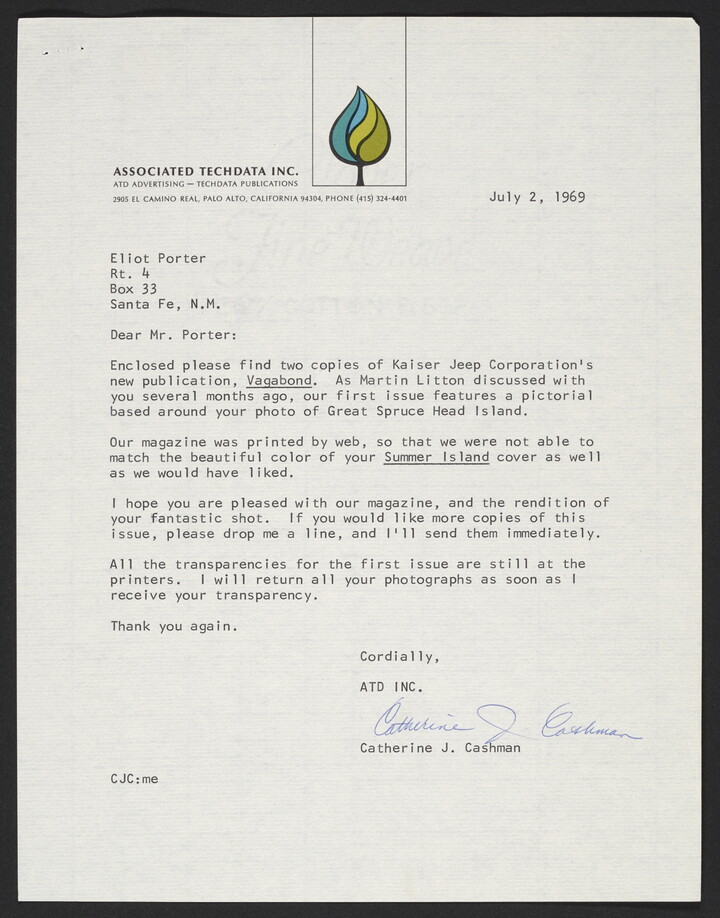 ASSOCIATED TECHDATA INC.
ATD ADVERTISING — TECHDATA PUBLICATIONS
2905 EL CAMINO REAL, PALO ALTO, CALIFORNIA 94304, PHONE (415) 324-4401
July 2, 1969
Eliot Porter
Rt. 4
Box 33
Santa Fe, N.M.
Dear Mr. Porter:
Enclosed please find two copies of Kaiser Jeep Corporation's
new publication, Vagabond. As Martin Litton discussed with
you several months ago, our first issue features a pictorial
based around your photo of Great Spruce Head Island.
Our magazine was printed by web, so that we were not able to
match the beautiful color of your Summer Island cover as well
as we would have liked.
I hope you are pleased with our magazine, and the rendition of
your fantastic shot. If you would like more copies of this
issue, please drop me a line, and I'll send them immediately.
All the transparencies for the first issue are still at the
printers. I will return all your photographs as soon as I
receive your transparency.
Thank you again.
Cordially,
ATD INC.
Catherine J Cashman
Catherine J. Cashman
CJC:me